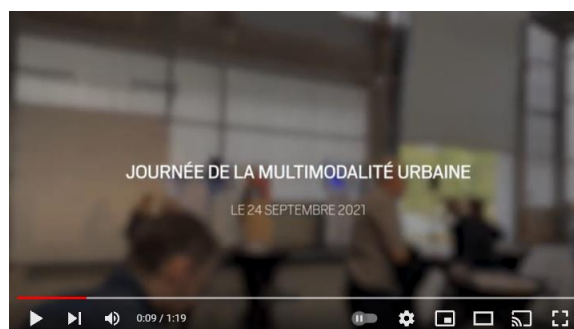 JOURNÉE DE LA MULTIMODALITÉ URBAINE
LE 24 SEPTEMBRE 2021
0:09 / 1:19